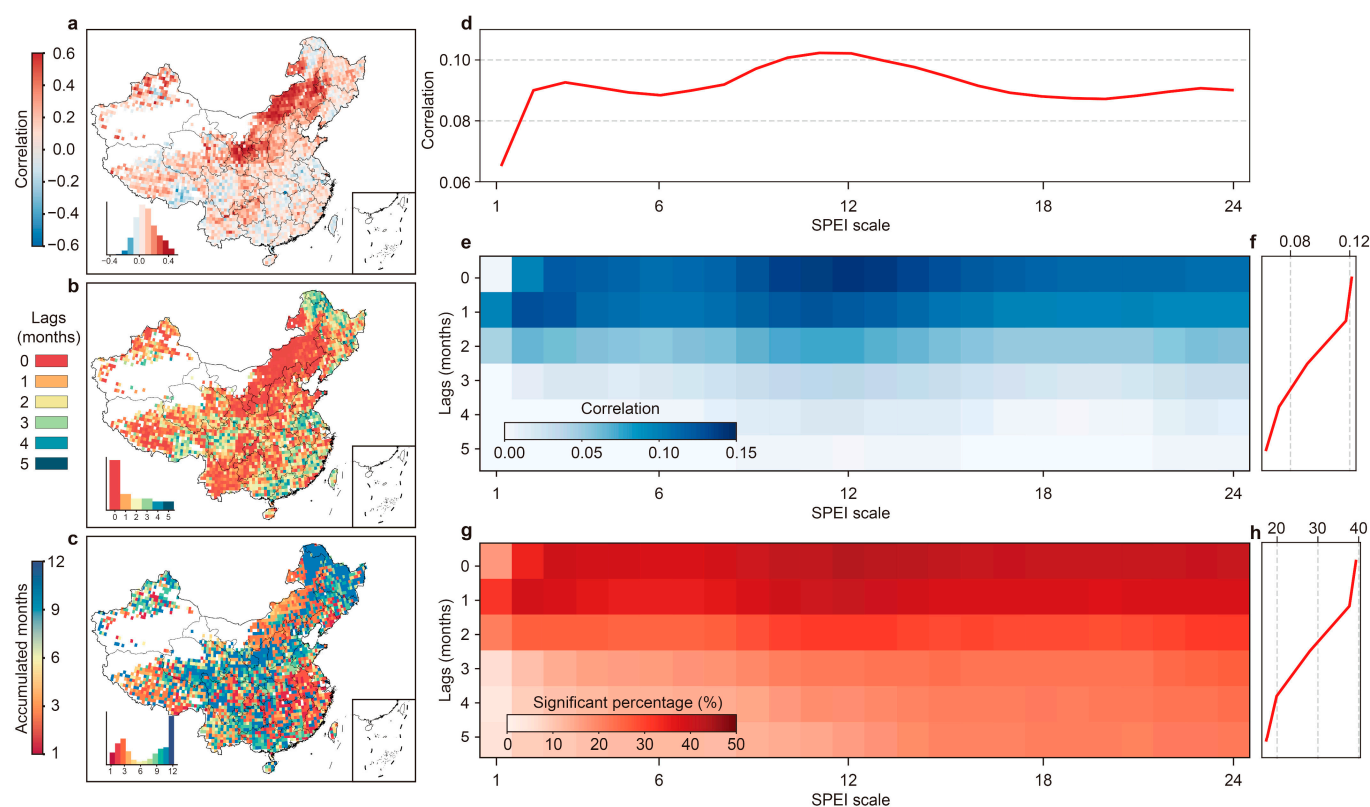 a
0.6
0.4
0.2
0.0
−0.2
−0.4
−0.6
Correlation
−0.4 0.0 0.4
b
Lags
(months)
0
1
2
3
4
5
0 1 2 3 4 5
c
12
9
6
3
1
Accumulated months
1 3 6 9 12
d
0.10
0.08
0.06
Correlation
1 6 12 18 24
SPEI scale
e
0
1
2
3
4
5
Lags (months)
Correlation
0.00 0.05 0.10 0.15
1 6 12 18 24
SPEI scale
f
0.08 0.12
g
0
1
2
3
4
5
Lags (months)
Significant percentage (%)
0 10 20 30 40 50
1 6 12 18 24
SPEI scale
h
20 30 40